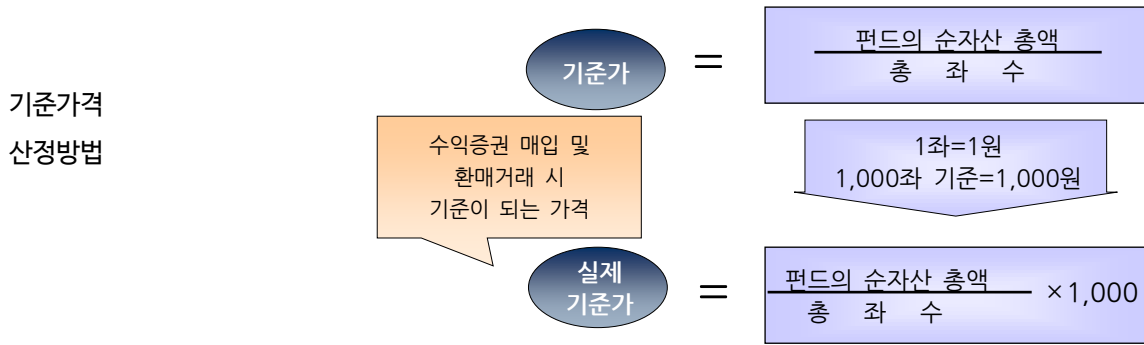 기준가격
산정방법
기준가
=
펀드의 순자산 총액
총 좌 수
수익증권 매입 및
환매거래 시
기준이 되는 가격
1좌=1원
1,000좌 기준=1,000원
실제
기준가
=
펀드의 순자산 총액
총 좌 수
×1,000